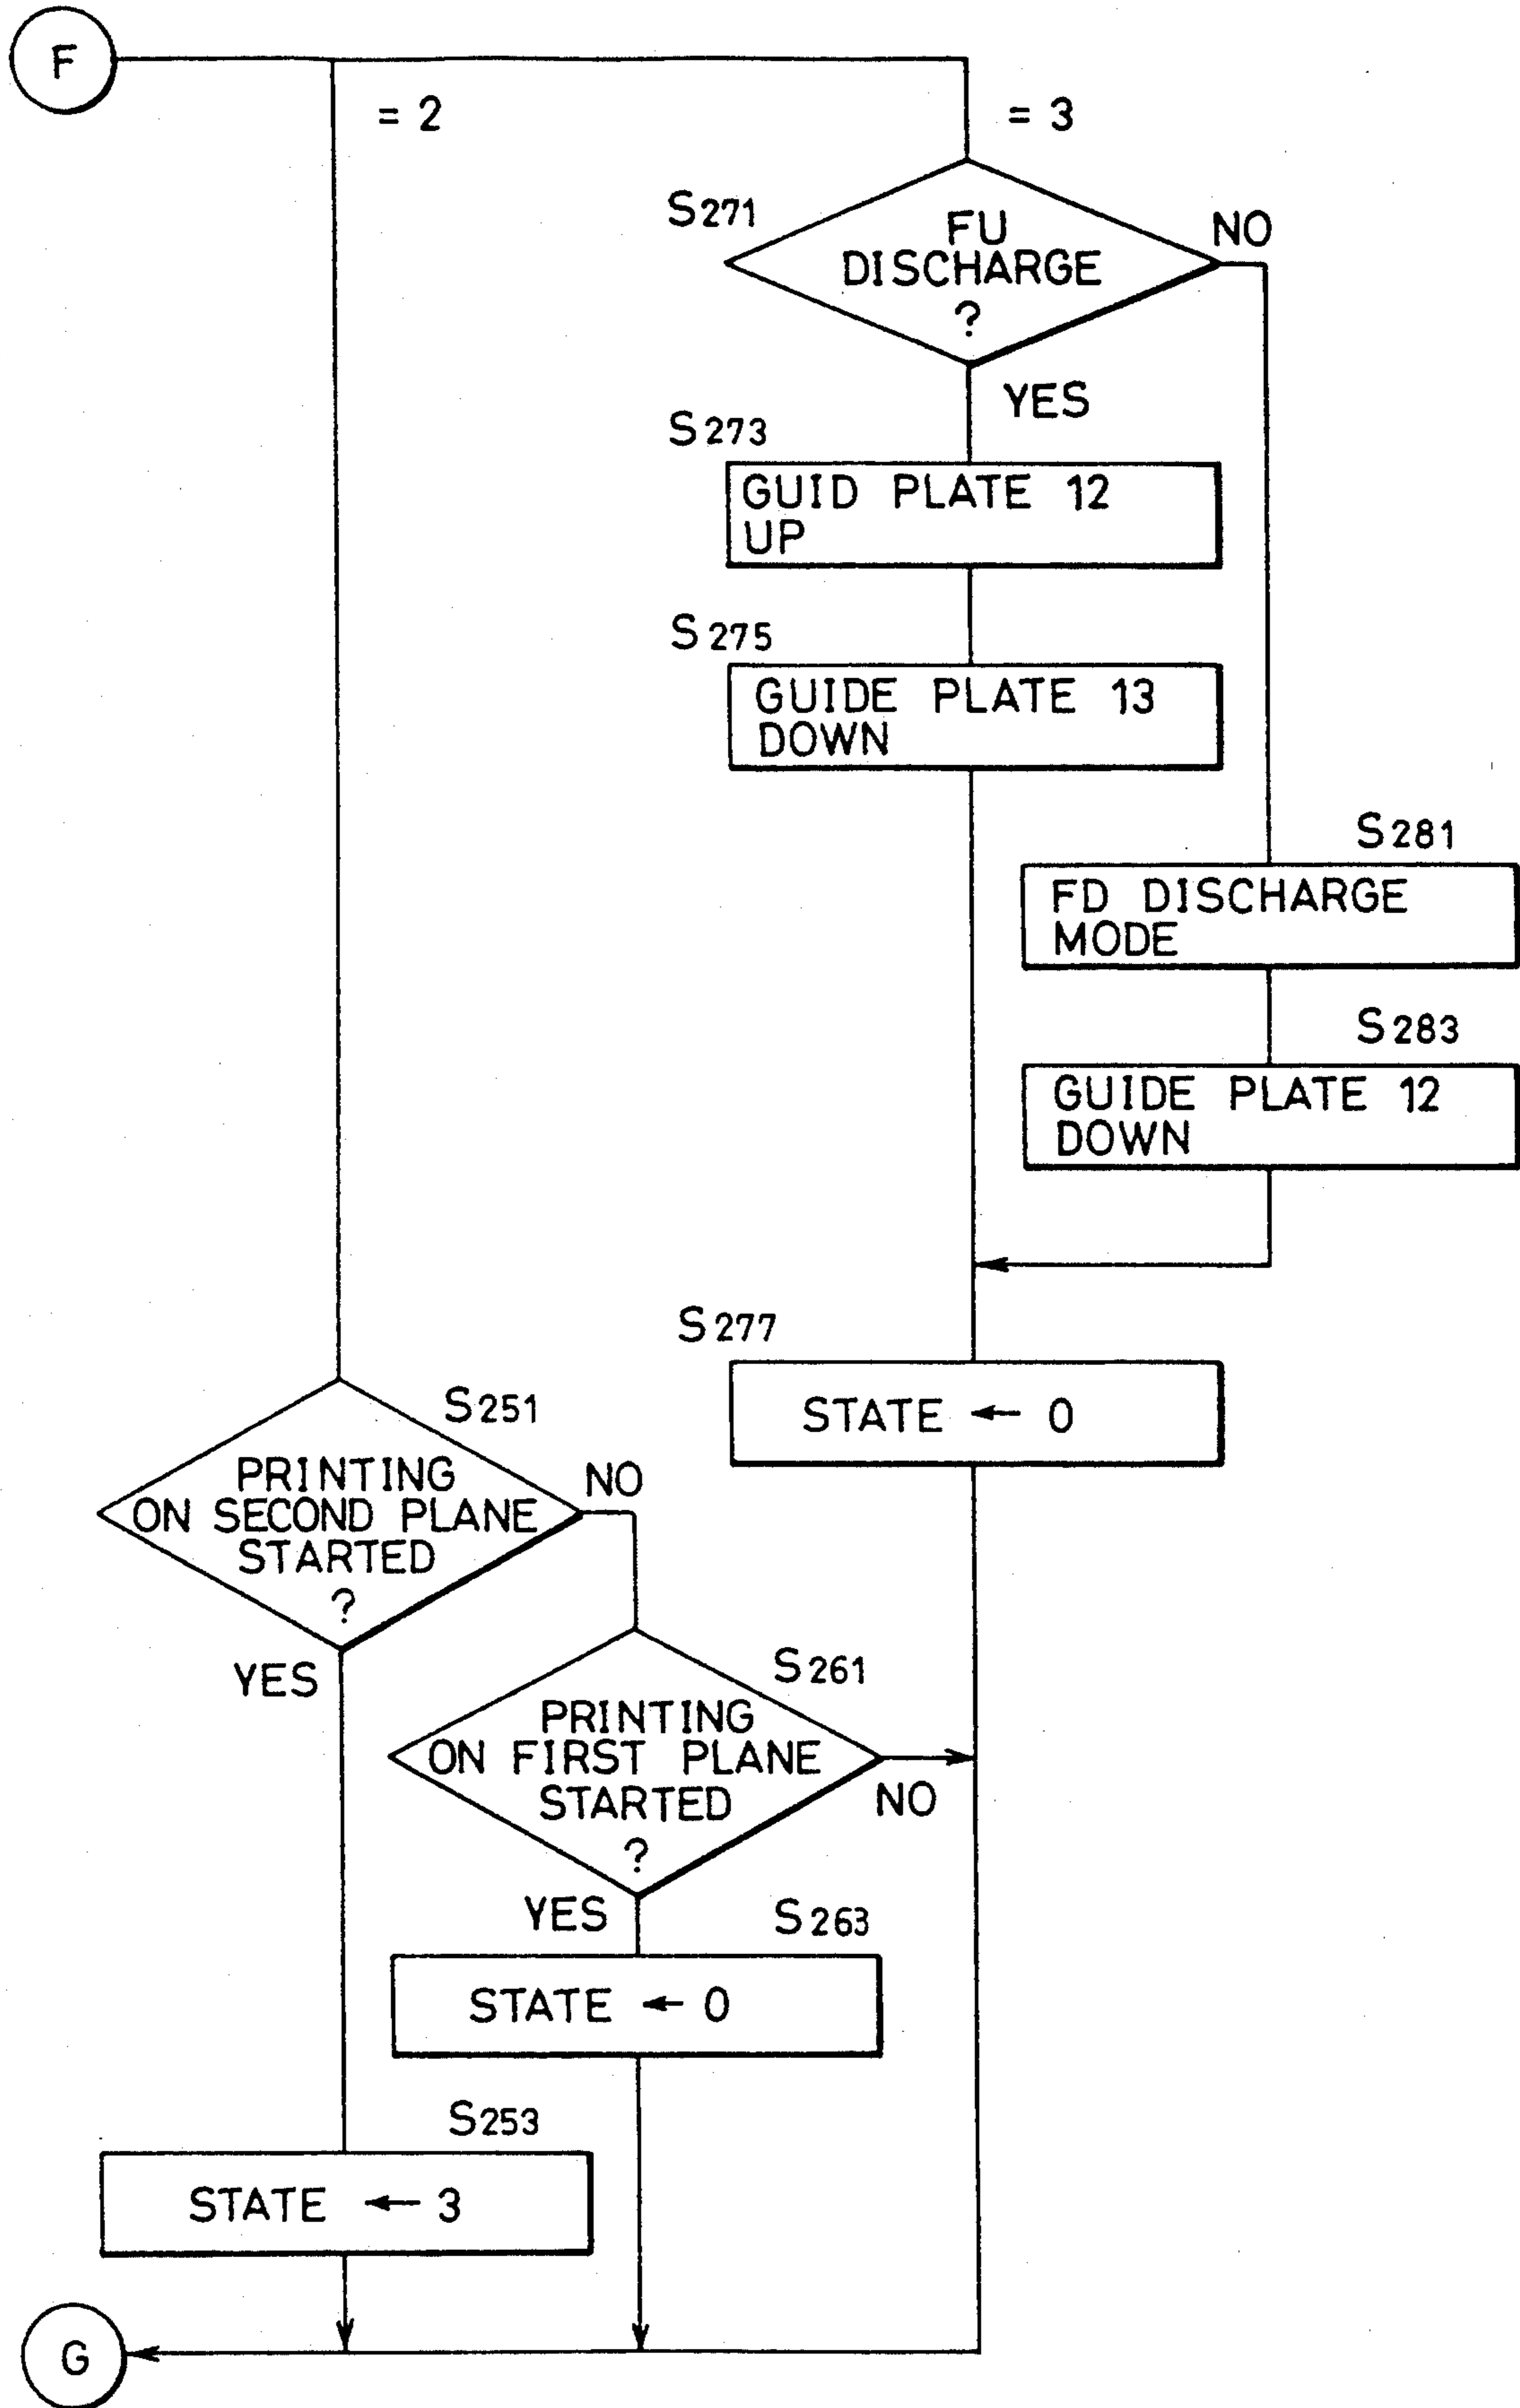 F
= 2
= 3
S271
FU
DISCHARGE
?
NO
YES
S273
GUID PLATE 12
UP
S275
GUIDE PLATE 13
DOWN
S281
FD DISCHARGE
MODE
S283
GUIDE PLATE 12
DOWN
S277
STATE ← 0
S251
PRINTING
ON SECOND PLANE
STARTED
?
NO
YES
S261
PRINTING
ON FIRST PLANE
STARTED
?
NO
YES
S263
STATE ← 0
S253
STATE ← 3
G